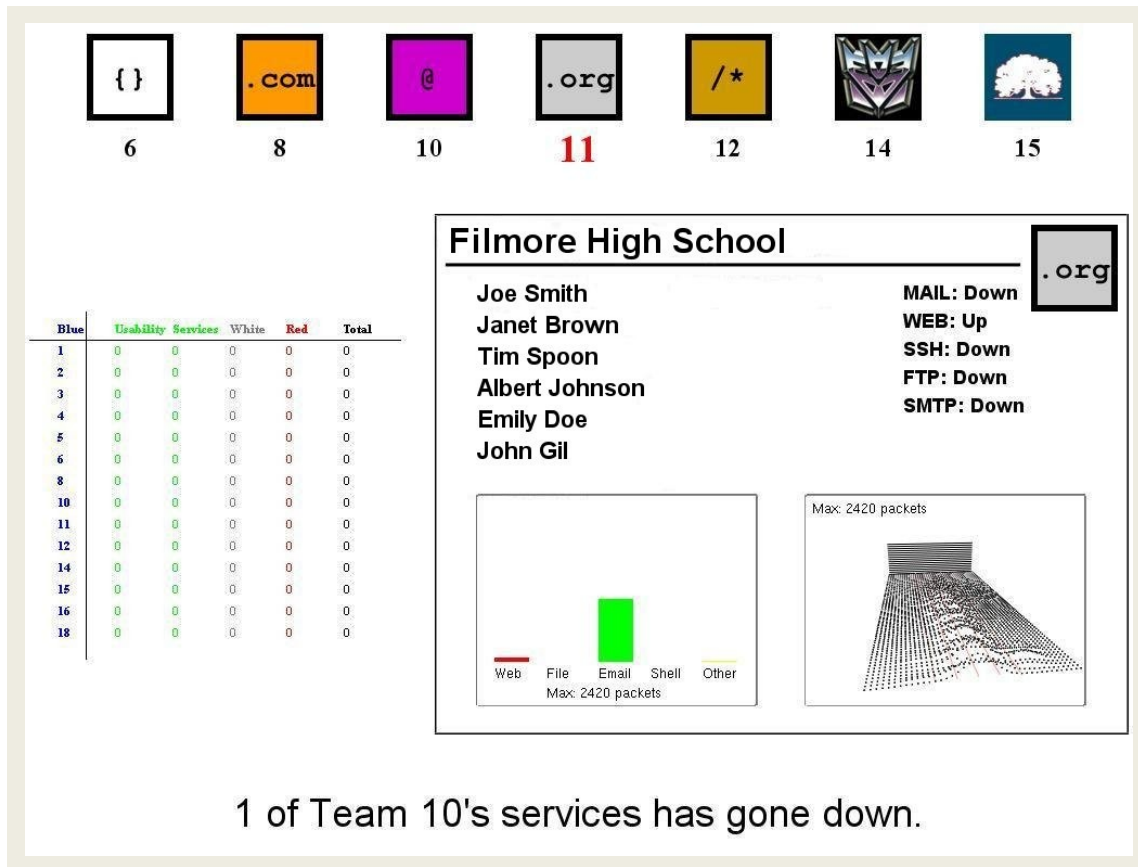 {} .com @ .org /*
6 8 10 11 12 14 15
Filmore High School
.org
Joe Smith
Janet Brown
Tim Spoon
Albert Johnson
Emily Doe
John Gil
MAIL: Down
WEB: Up
SSH: Down
FTP: Down
SMTP: Down
Blue Usability Services White Red Total
1 0 0 0 0 0
2 0 0 0 0 0
3 0 0 0 0 0
4 0 0 0 0 0
5 0 0 0 0 0
6 0 0 0 0 0
8 0 0 0 0 0
10 0 0 0 0 0
11 0 0 0 0 0
12 0 0 0 0 0
14 0 0 0 0 0
15 0 0 0 0 0
16 0 0 0 0 0
18 0 0 0 0 0
Web File Email Shell Other
Max: 2420 packets
Max: 2420 packets
1 of Team 10's services has gone down.